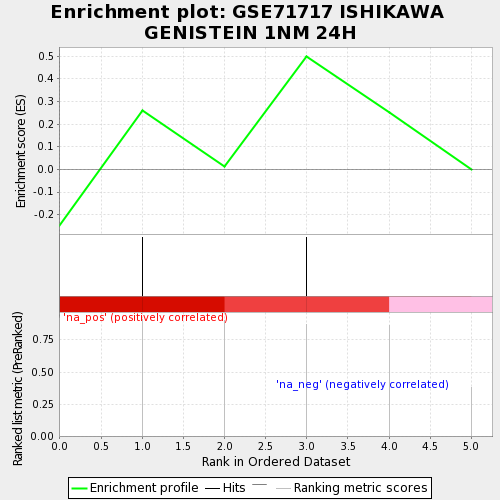 Enrichment plot: GSE71717 ISHIKAWA
GENISTEIN 1NM 24H
Enrichment score (ES)
0.5
0.4
0.3
0.2
0.1
0.0
-0.1
-0.2
'na_pos' (positively correlated)
Ranked list metric (PreRanked)
0.75
0.50
0.25
0.00
'na_neg' (negatively correlated)
0.0 0.5 1.0 1.5 2.0 2.5 3.0 3.5 4.0 4.5 5.0
Rank in Ordered Dataset
Enrichment profile Hits Ranking metric scores